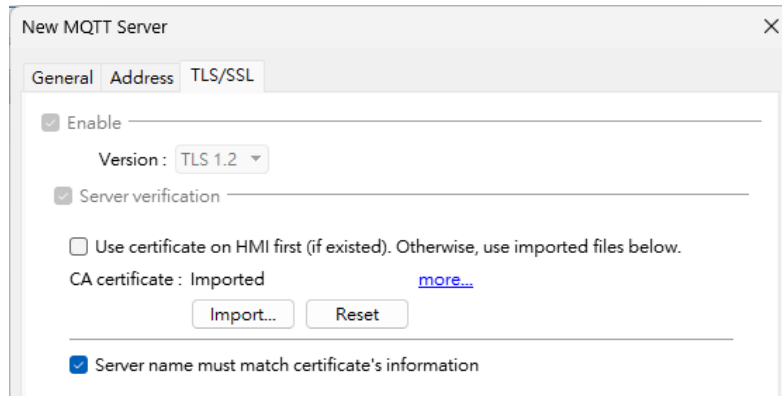 New MQTT Server
General Address TLS/SSL
Enable
Version : TLS 1.2
Server verification
Use certificate on HMI first (if existed). Otherwise, use imported files below.
CA certificate : Imported more...
Import... Reset
Server name must match certificate's information